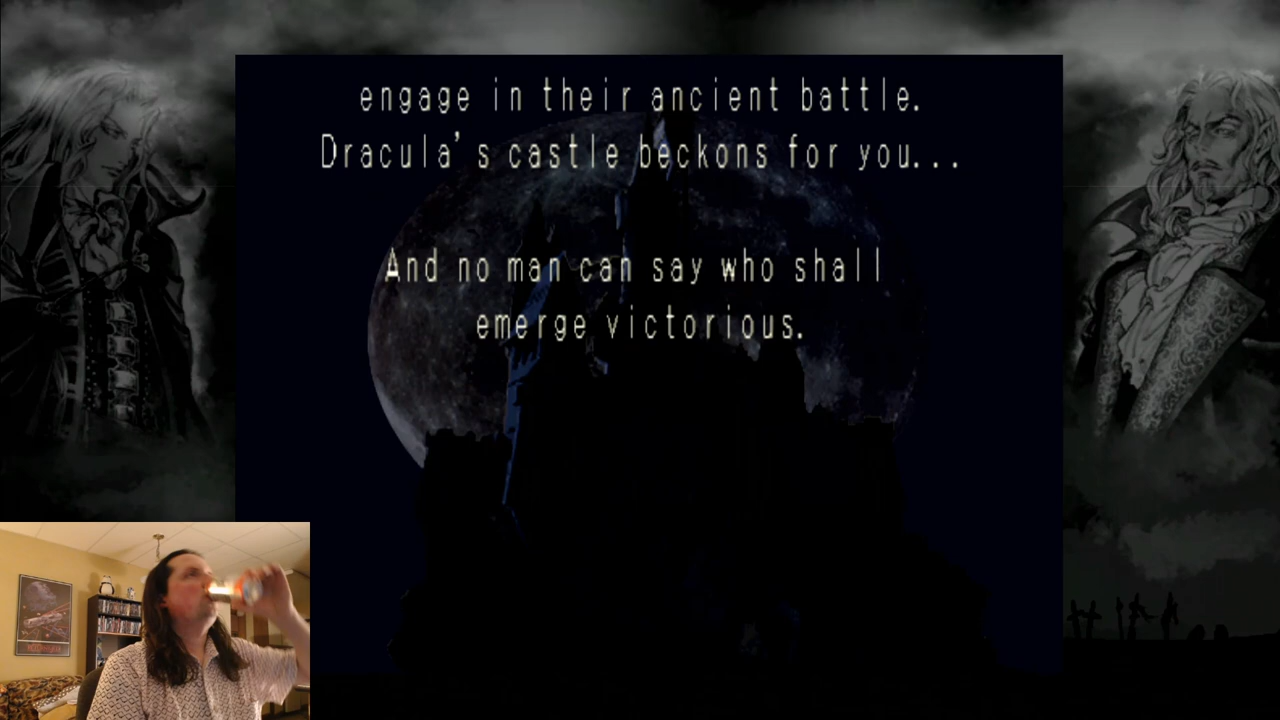 engage in their ancient battle.
Dracula's castle beckons for you...
And no man can say who shall
emerge victorious.